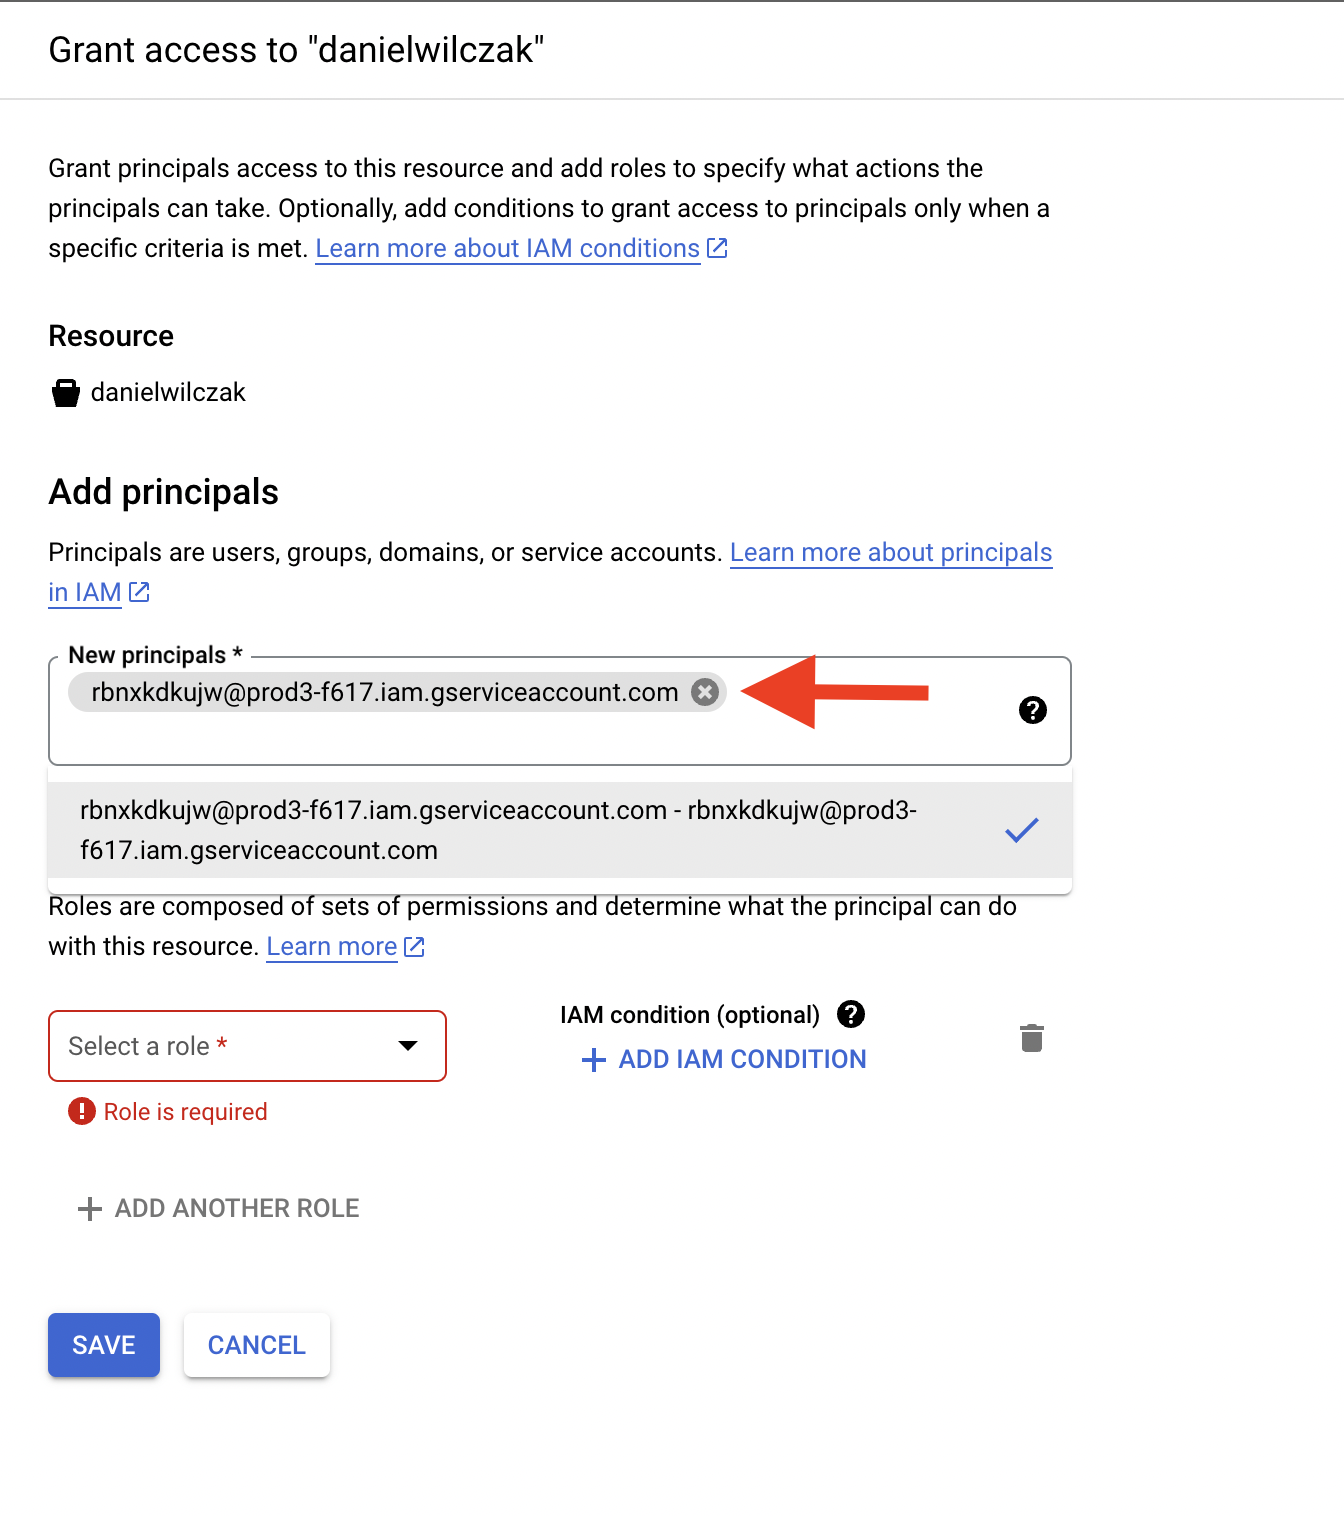 Grant access to "danielwilczak"
Grant principals access to this resource and add roles to specify what actions the
principals can take. Optionally, add conditions to grant access to principals only when a
specific criteria is met. Learn more about IAM conditions
Resource
danielwilczak
Add principals
Principals are users, groups, domains, or service accounts. Learn more about principals
in IAM
New principals *
rbnxkdkujw@prod3-f617.iam.gserviceaccount.com
rbnxkdkujw@prod3-f617.iam.gserviceaccount.com - rbnxkdkujw@prod3-
f617.iam.gserviceaccount.com
Roles are composed of sets of permissions and determine what the principal can do
with this resource. Learn more
Select a role *
IAM condition (optional)
ADD IAM CONDITION
Role is required
ADD ANOTHER ROLE
SAVE CANCEL